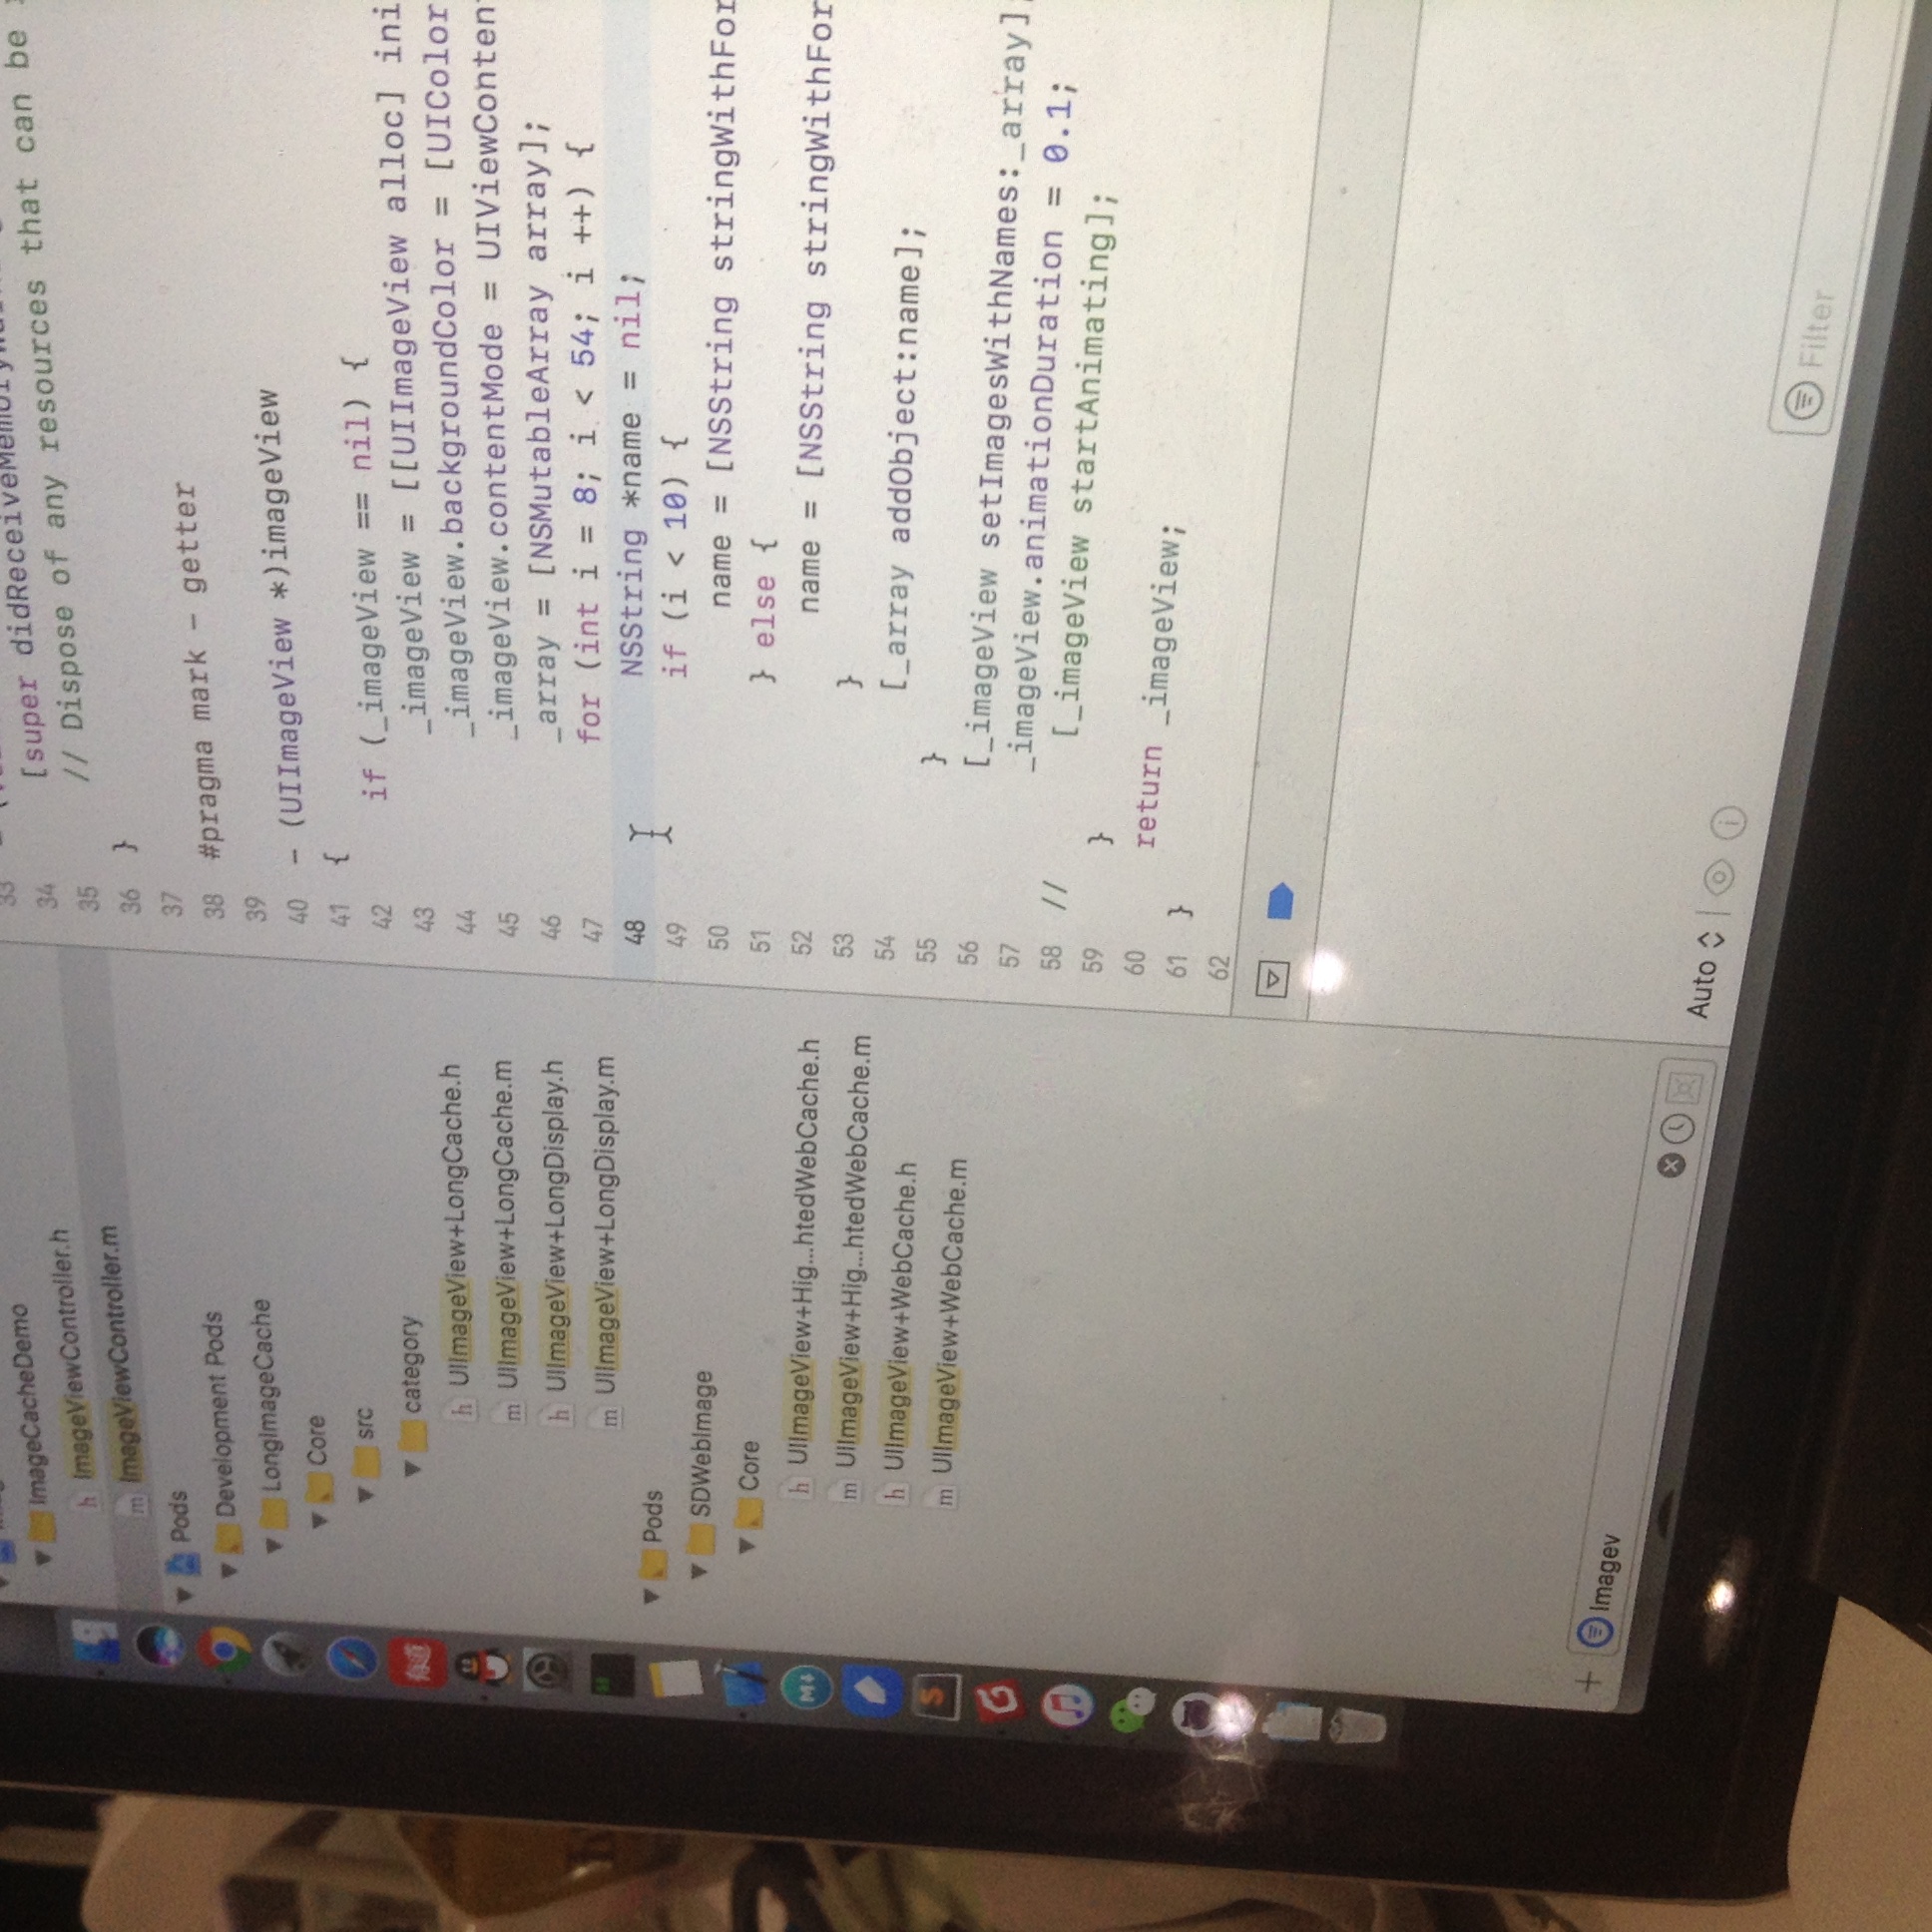 ImageCacheDemo
h ImageViewController.h
m ImageViewController.m
Pods
Development Pods
LongImageCache
Core
src
category
h UIImageView+LongCache.h
m UIImageView+LongCache.m
h UIImageView+LongDisplay.h
m UIImageView+LongDisplay.m
Pods
SDWebImage
Core
h UIImageView+Hig...htedWebCache.h
m UIImageView+Hig...htedWebCache.m
h UIImageView+WebCache.h
m UIImageView+WebCache.m
Imagev
有道
M
S
33
34 [super
35 // Dispose of any resources that can be
36 }
37
38 #pragma mark - getter
39
40 - (UIImageView *)imageView
41 {
42 if (_imageView == nil) {
43 _imageView = [[UIImageView alloc] ini
44 _imageView.backgroundColor = [UIColor
45 _imageView.contentMode = UIViewConten
46 _array = [NSMutableArray array];
47 for (int i = 8; i < 54; i ++) {
48 NSString *name = nil;
49 if (i < 10) {
50 name = [NSString stringWithFor
51 } else {
52 name = [NSString stringWithFor
53 }
54 [_array addObject:name];
55 }
56 [_imageView setImagesWithNames:_array]
57 _imageView.animationDuration = 0.1;
58 // [_imageView startAnimating];
59 }
60 return _imageView;
61 }
62
Auto
Filter